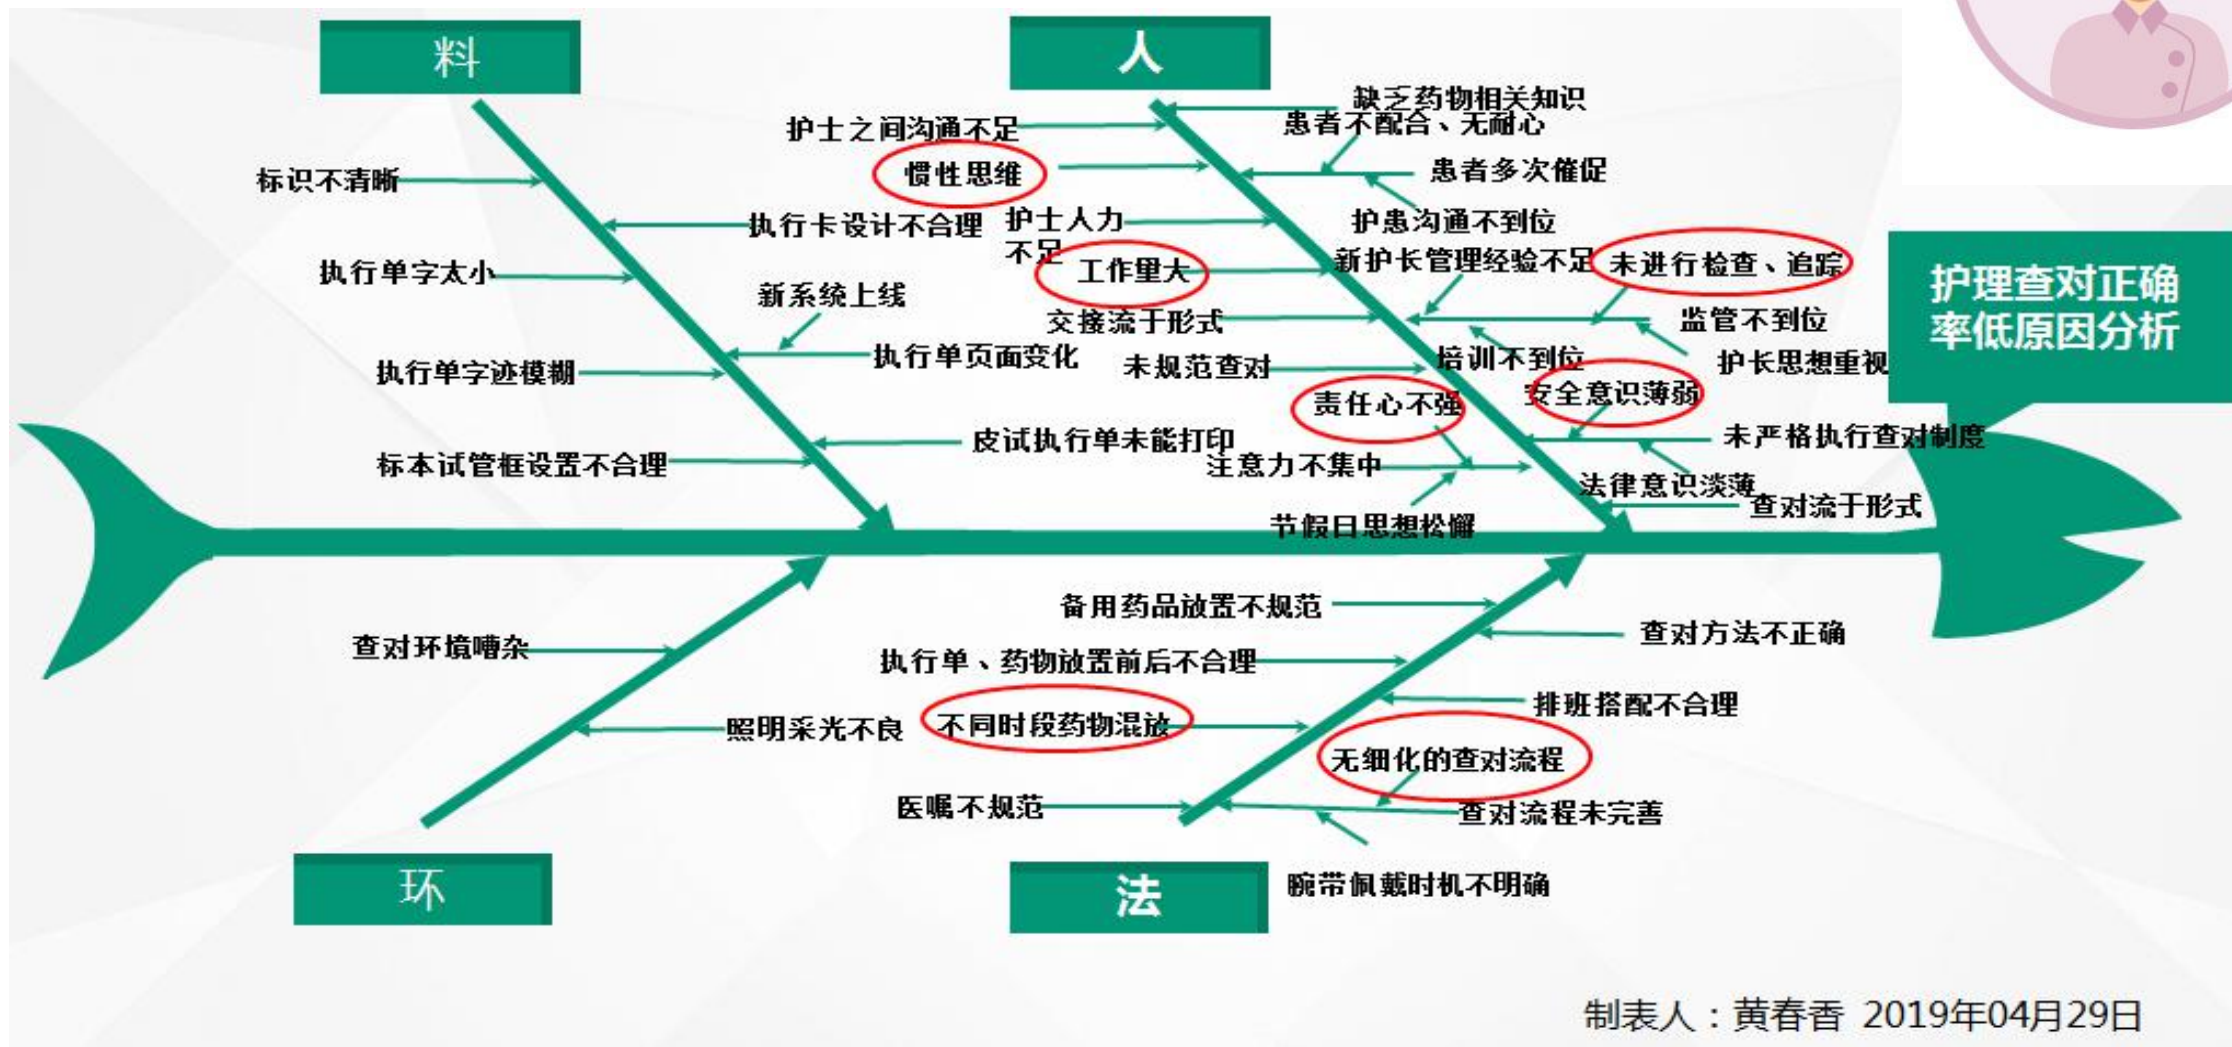 料
人
缺乏药物相关知识
护士之间沟通不足
患者不配合、无耐心
惯性思维
患者多次催促
标识不清晰
执行卡设计不合理
护士人力
不足
护患沟通不到位
工作量大
新护长管理经验不足
未进行检查、追踪
执行单字太小
新系统上线
交接流于形式
监管不到位
护理查对正确
率低原因分析
执行单页面变化
未规范查对
培训不到位
护长思想重视
执行单字迹模糊
责任心不强
安全意识薄弱
皮试执行单未能打印
未严格执行查对制度
标本试管框设置不合理
注意力不集中
法律意识淡薄
查对流于形式
节假日思想松懈
备用药品放置不规范
查对方法不正确
查对环境嘈杂
执行单、药物放置前后不合理
排班搭配不合理
照明采光不良
不同时段药物混放
无细化的查对流程
医嘱不规范
查对流程未完善
腕带佩戴时机不明确
环
法
制表人：黄春香 2019年04月29日